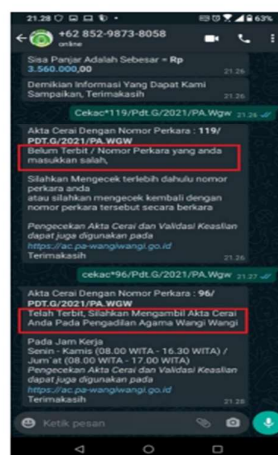 21.28
63%
+62 852-9873-8058
online
Sisa Panjar Adalah Sebesar = Rp
3.560.000,00
21.26
Demikian Informasi Yang Dapat Kami
Sampaikan, Terimakasih
21.26
Cekac*119/Pdt.G/2021/PA.Wgw 21.26
Akta Cerai Dengan Nomor Perkara : 119/
PDT.G/2021/PA.WGW
Belum Terbit / Nomor Perkara yang anda
masukkan salah,
Silahkan Mengecek terlebih dahulu nomor
perkara anda
atau silahkan mengecek kembali dengan
nomor perkara tersebut secara berkara
Pengecekan Akta Cerai dan Validasi Keaslian
dapat juga digunakan pada
https://ac.pa-wangiwangi.go.id
Terimakasih
21.26
cekac*96/Pdt.G/2021/PA.Wgw 21.27
Akta Cerai Dengan Nomor Perkara : 96/
PDT.G/2021/PA.WGW
Telah Terbit, Silahkan Mengambil Akta Cerai
Anda Pada Pengadilan Agama Wangi Wangi
Pada Jam Kerja
Senin - Kamis (08.00 WITA - 16.30 WITA) /
Jum`at (08.00 WITA - 17.00 WITA)
Pengecekan Akta Cerai dan Validasi Keaslian
dapat juga digunakan pada
https://ac.pa-wangiwangi.go.id
Terimakasih
21.28
Ketik pesan